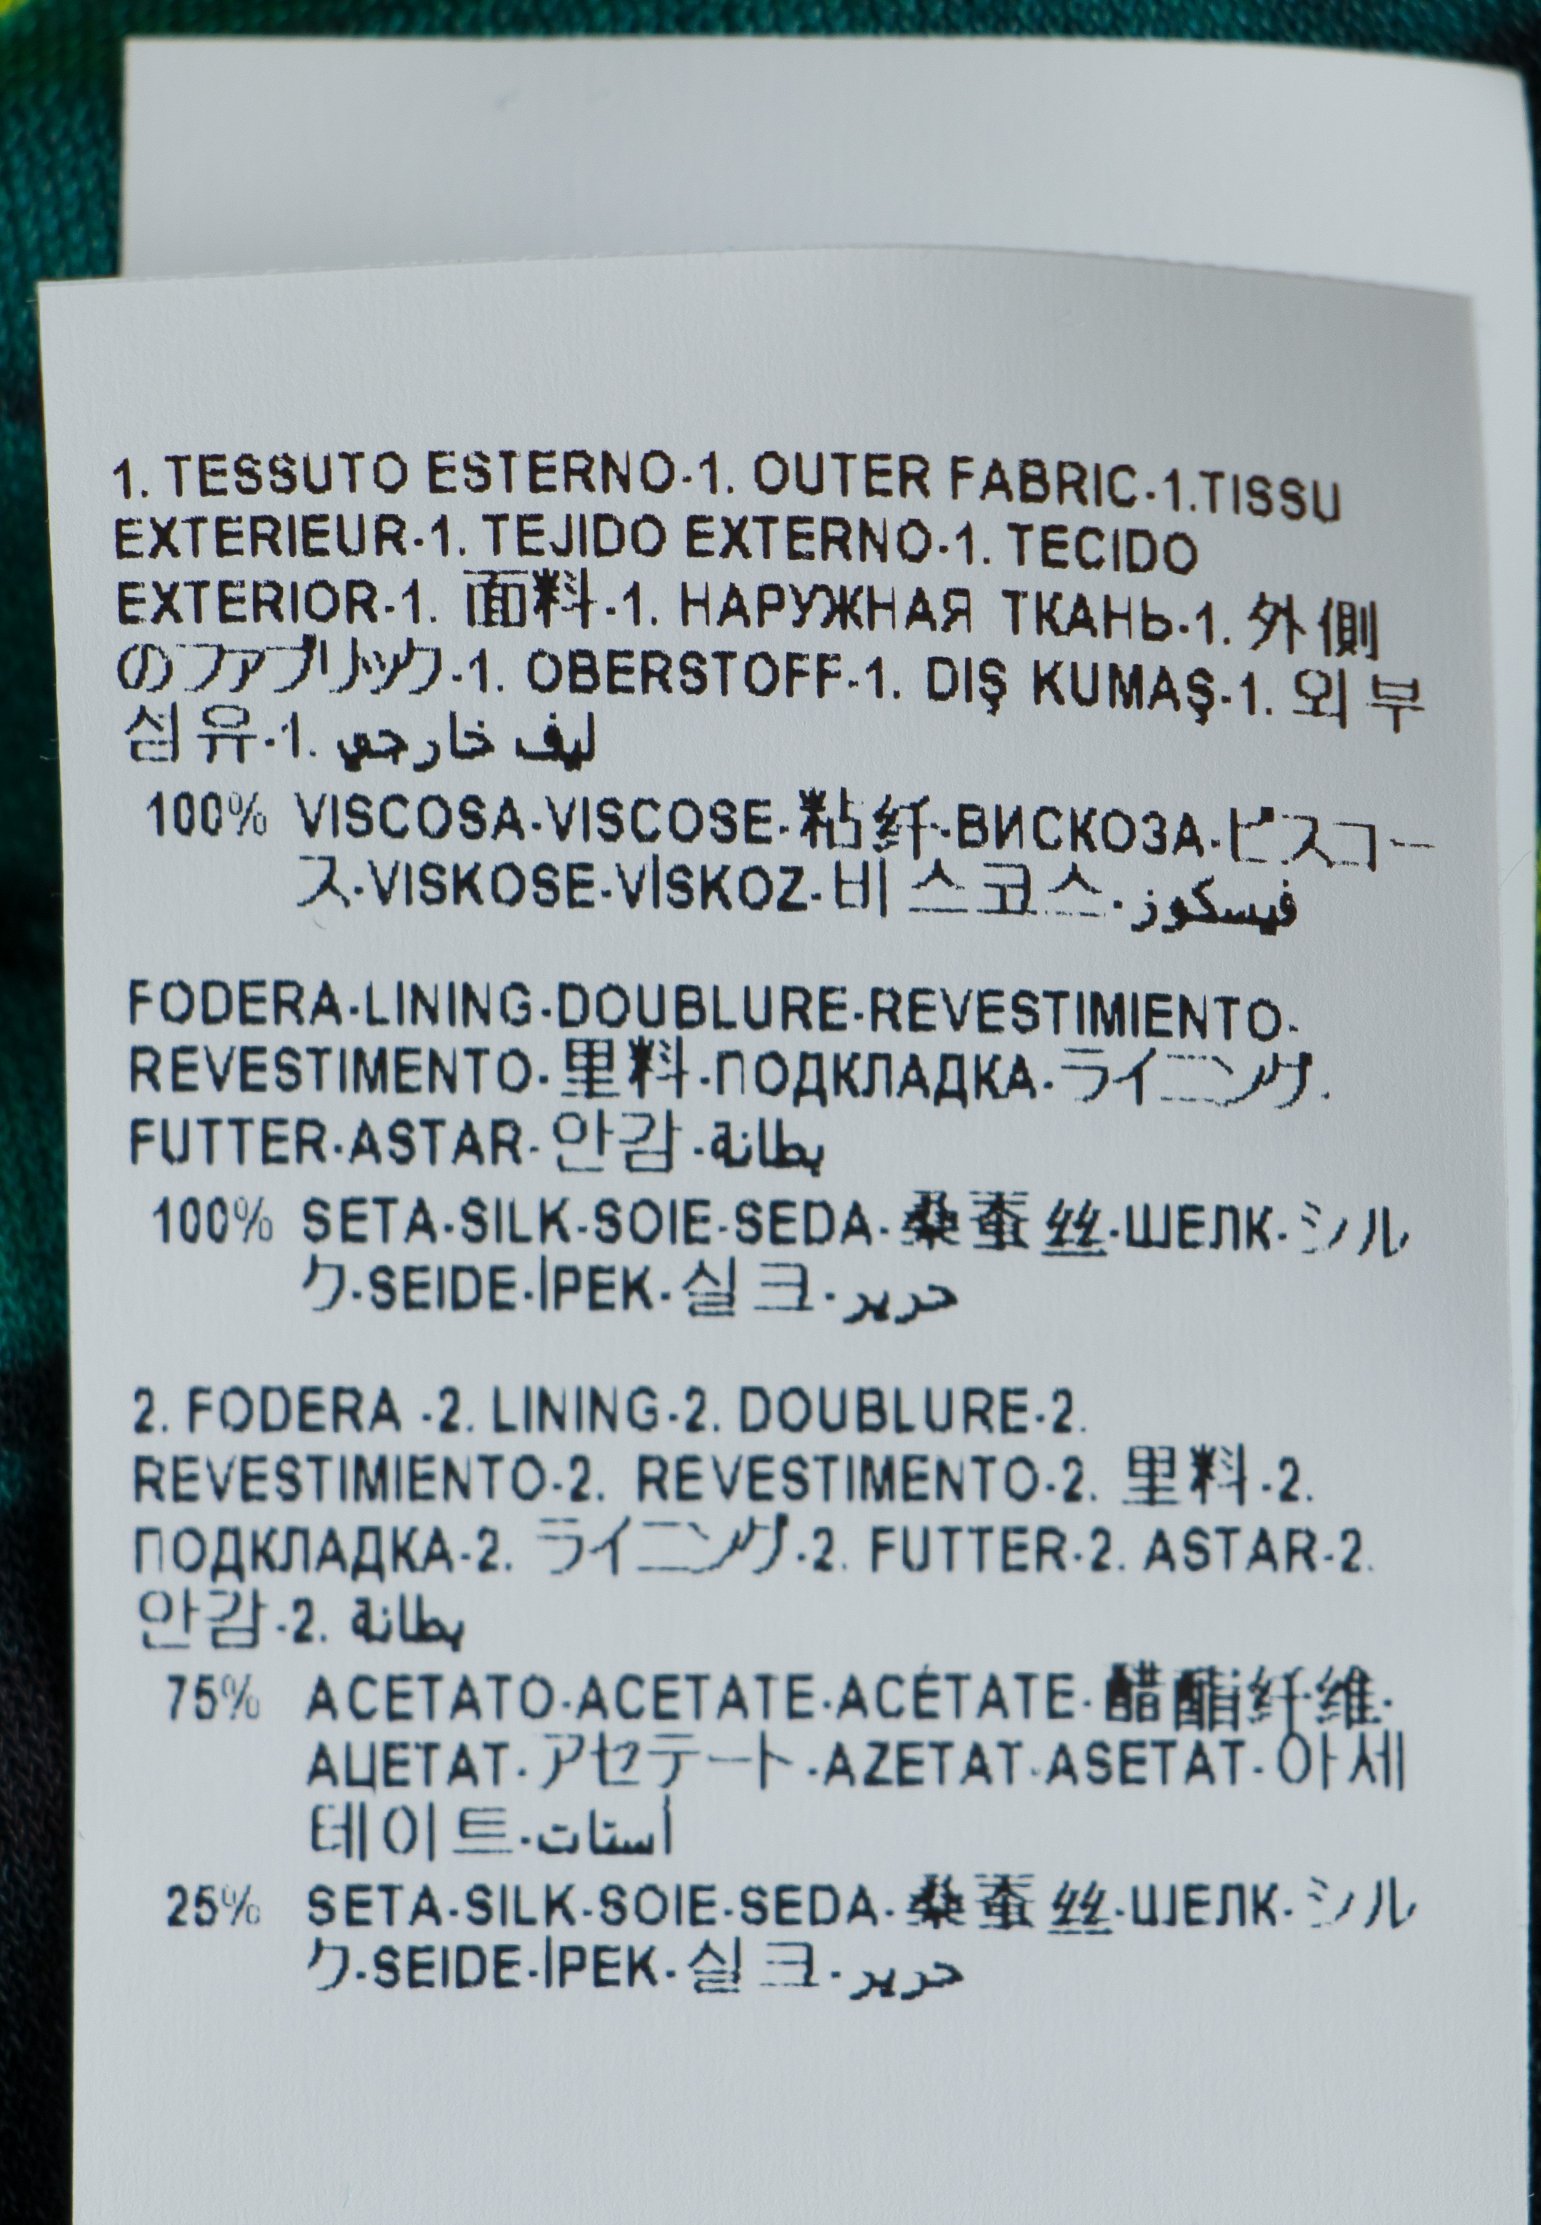 1. TESSUTO ESTERNO-1. OUTER FABRIC-1.TISSU
EXTERIEUR-1. TEJIDO EXTERNO-1. TECIDO
EXTERIOR-1. 面料-1. НАРУЖНАЯ ТКАНЬ-1. 外側
のファブリック-1. OBERSTOFF-1. DIŞ KUMAŞ-1. 외부
섬유-1. ليف خارجي
100% VISCOSA-VISCOSE-粘纤-ВИСКОЗА-ビスコー
ス-VISKOSE-VİSKOZ-비스코스-فيسكوز
FODERA-LINING-DOUBLURE-REVESTIMIENTO-
REVESTIMENTO-里料-ПОДКЛАДКА-ライニング-
FUTTER-ASTAR-안감-بطانة
100% SETA-SILK-SOIE-SEDA-桑蚕丝-ШЕЛК-シル
ク-SEIDE-İPEK-실크-حرير
2. FODERA -2. LINING-2. DOUBLURE-2.
REVESTIMIENTO-2. REVESTIMENTO-2. 里料-2.
ПОДКЛАДКА-2. ライニング-2. FUTTER-2. ASTAR-2.
안감-2. بطانة
75% ACETATO-ACETATE-ACÉTATE-醋酯纤维-
АЦЕТАТ-アセテート-AZETAT-ASETAT-아세
테이트-أستات
25% SETA-SILK-SOIE-SEDA-桑蚕丝-ШЕЛК-シル
ク-SEIDE-İPEK-실크-حرير